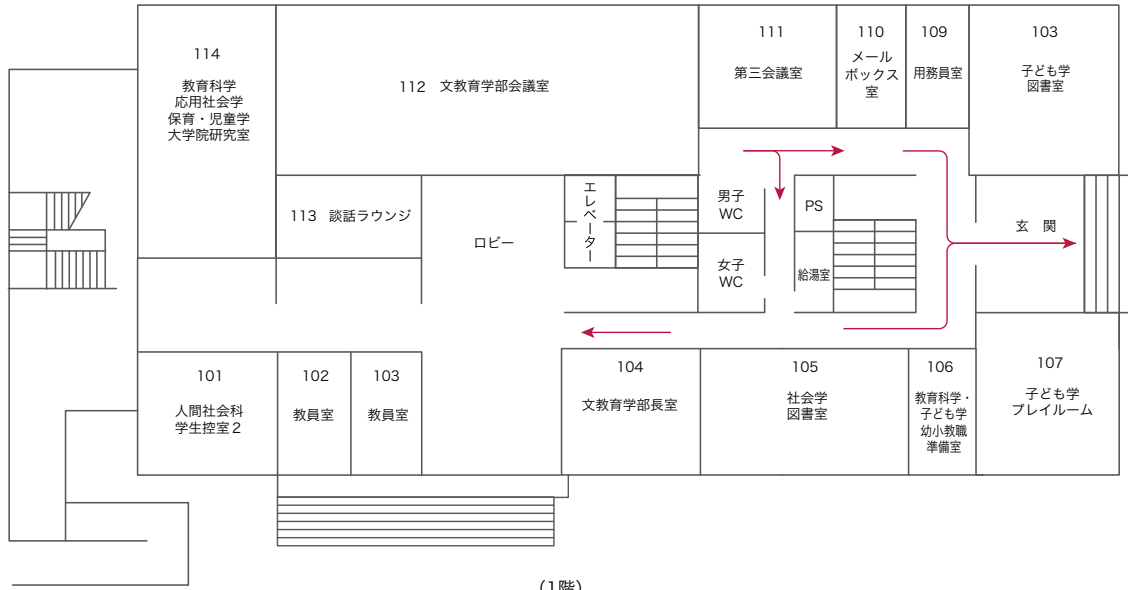 114
教育科学
応用社会学
保育・児童学
大学院研究室
112　文教育学部会議室
111
第三会議室
110
メール
ボックス
室
109
用務員室
103
子ども学
図書室
113　談話ラウンジ
ロビー
エレベーター
男子
WC
女子
WC
PS
給湯室
玄　関
101
人間社会科
学生控室２
102
教員室
103
教員室
104
文教育学部長室
105
社会学
図書室
106
教育科学・
子ども学
幼小教職
準備室
107
子ども学
プレイルーム
(1階)